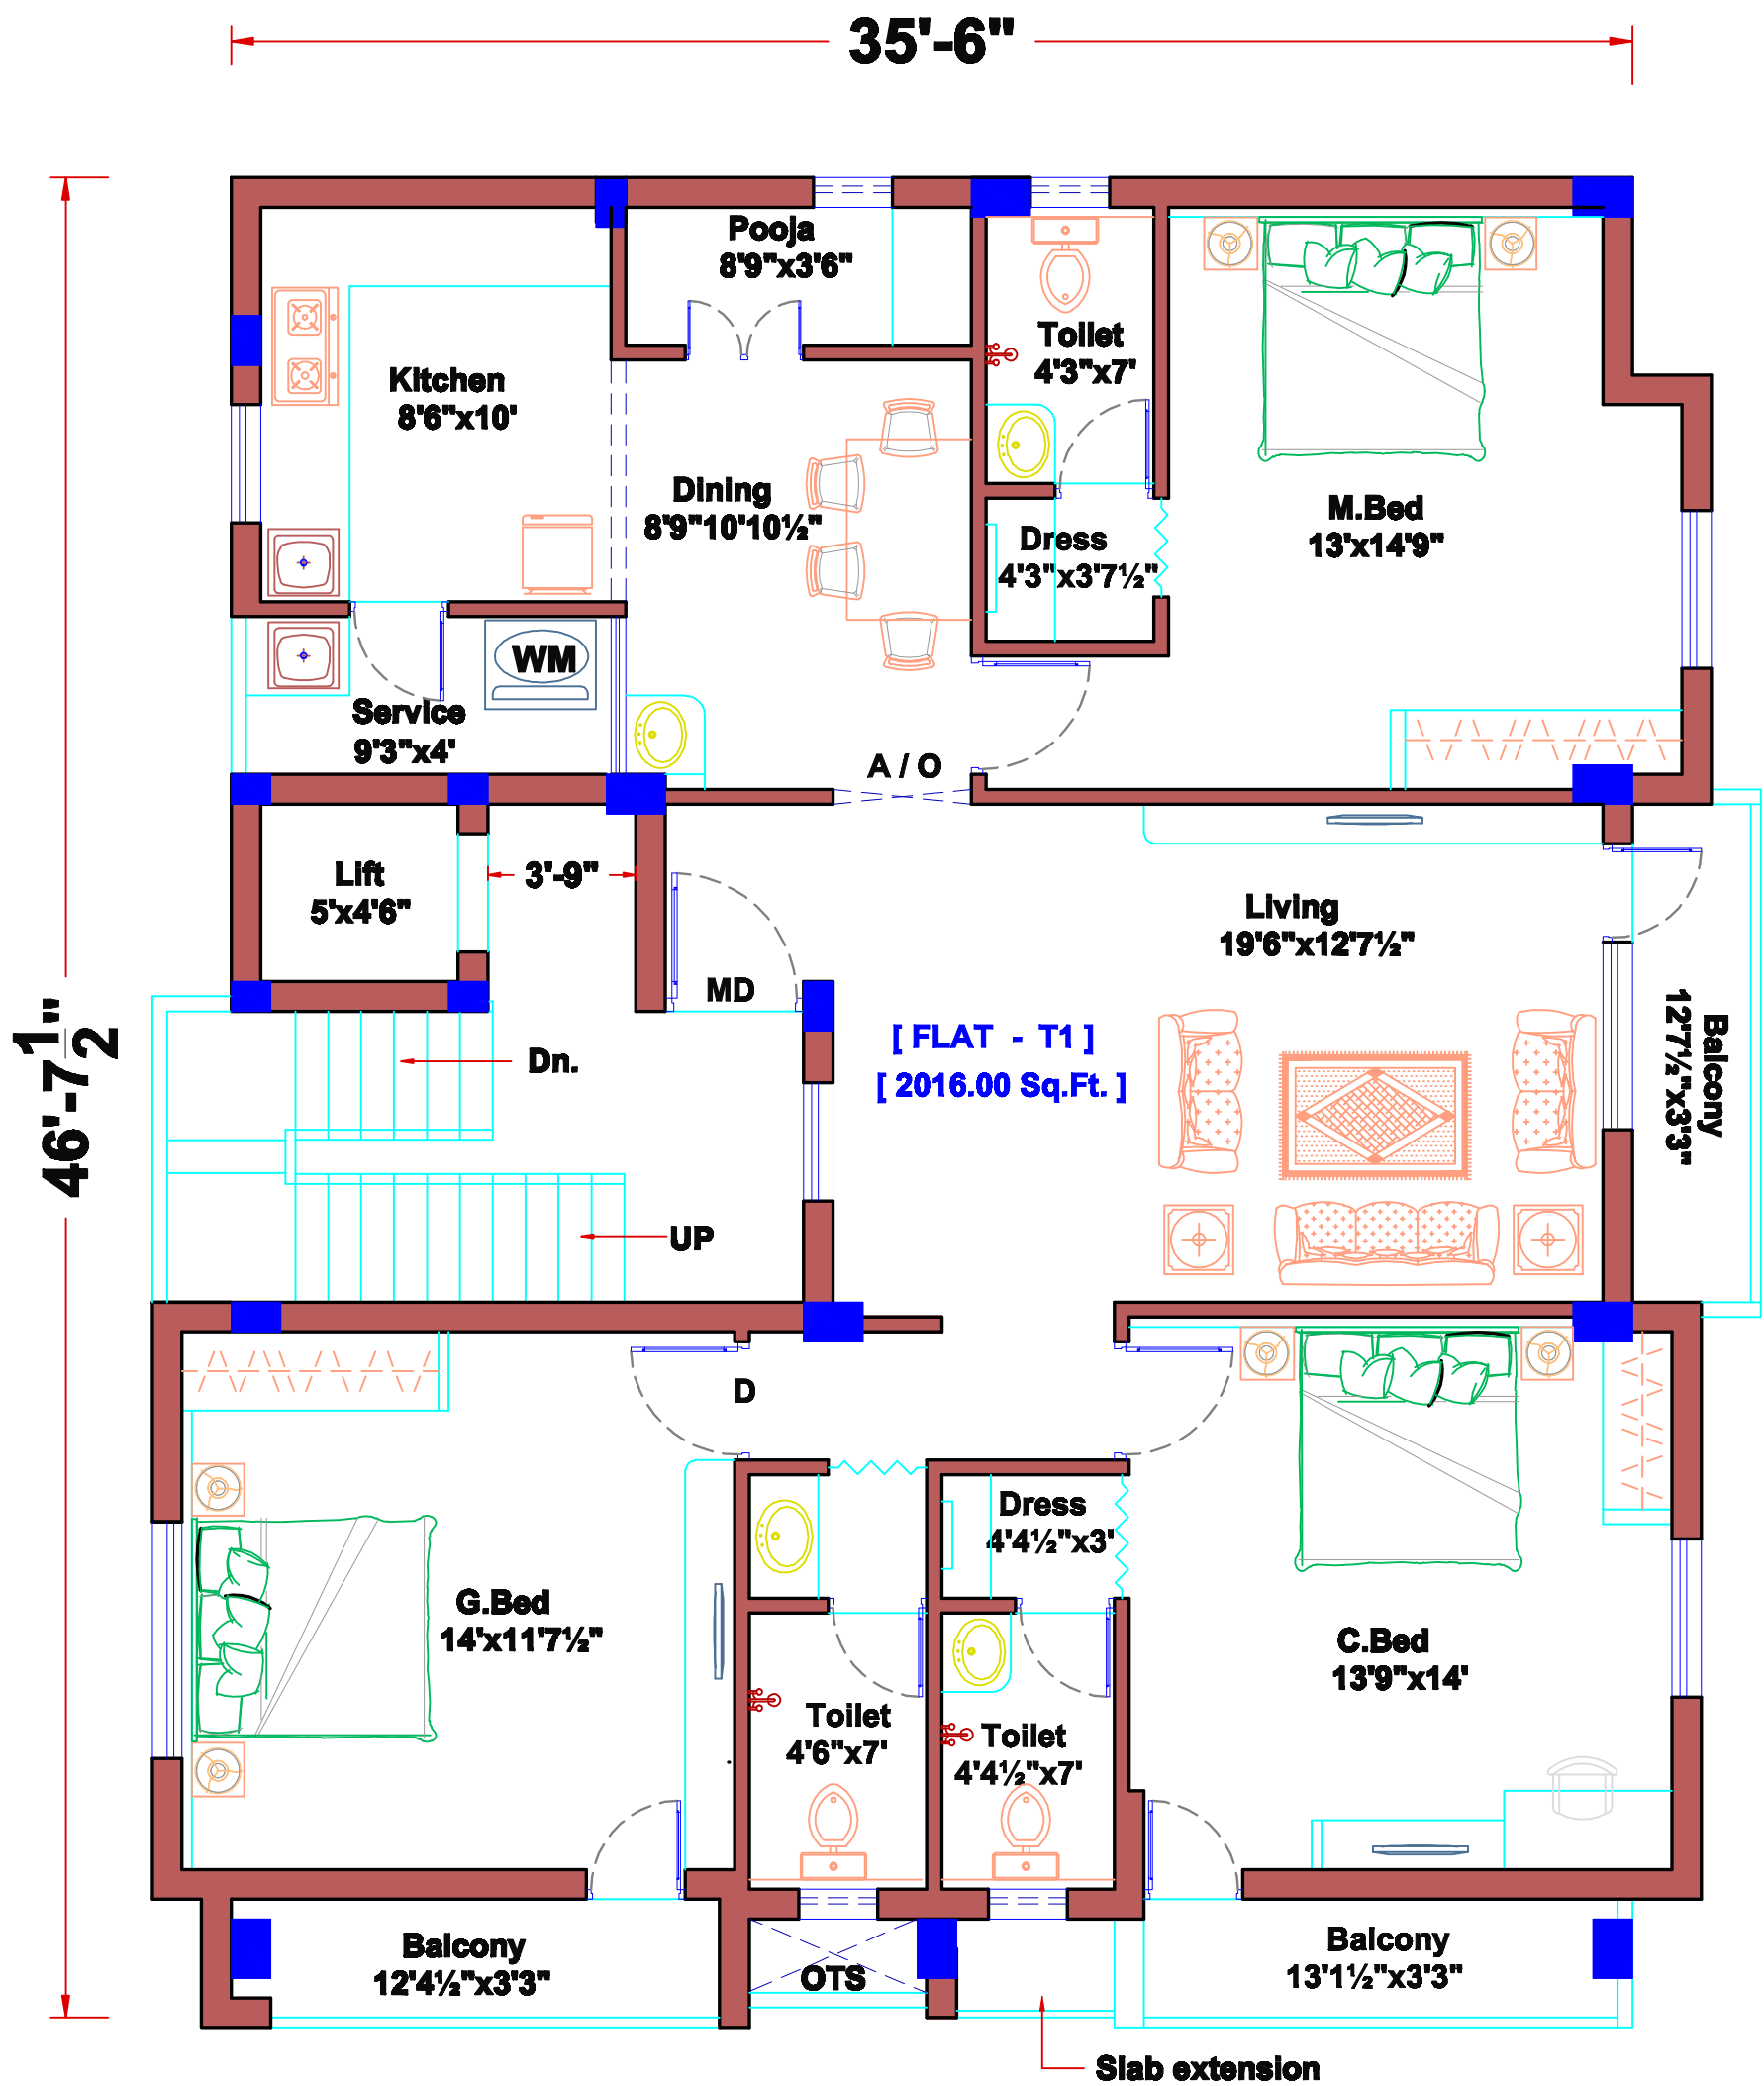 35'-6"
46'-7 1/2"
Pooja
8'9"x3'6"
Toilet
4'3"x7'
Kitchen
8'6"x10'
Dining
8'9"10'10½"
M.Bed
13'x14'9"
Dress
4'3"x3'7½"
WM
Service
9'3"x4'
A / O
Lift
5'x4'6"
3'-9"
MD
Living
19'6"x12'7½"
Balcony
12'7½"x3'3"
[ FLAT - T1 ]
[ 2016.00 Sq.Ft. ]
Dn.
UP
D
Dress
4'4½"x3'
G.Bed
14'x11'7½"
C.Bed
13'9"x14'
Toilet
4'6"x7'
Toilet
4'4½"x7'
Balcony
12'4½"x3'3"
OTS
Balcony
13'1½"x3'3"
Slab extension